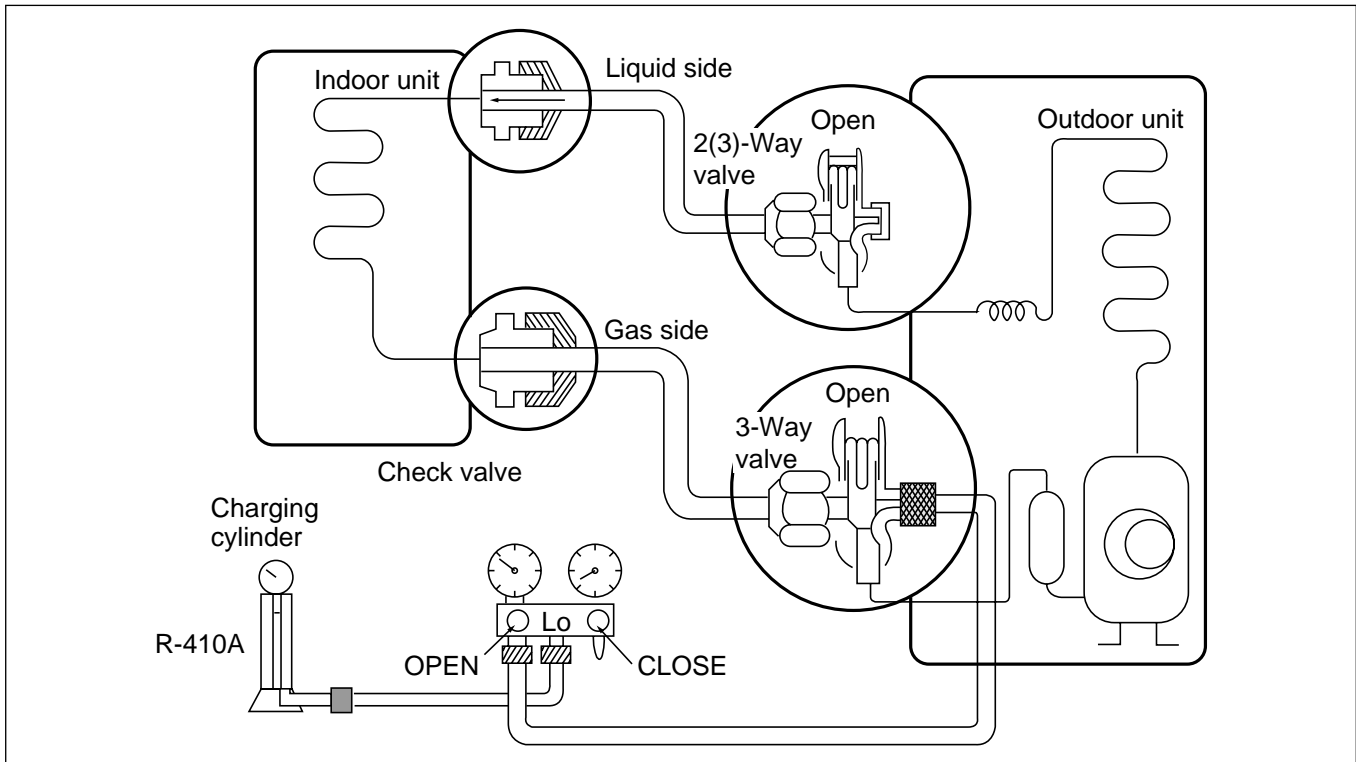 Indoor unit
Liquid side
2(3)-Way
valve
Open
Outdoor unit
Gas side
Open
3-Way
valve
Check valve
Charging
cylinder
R-410A
Lo
OPEN
CLOSE